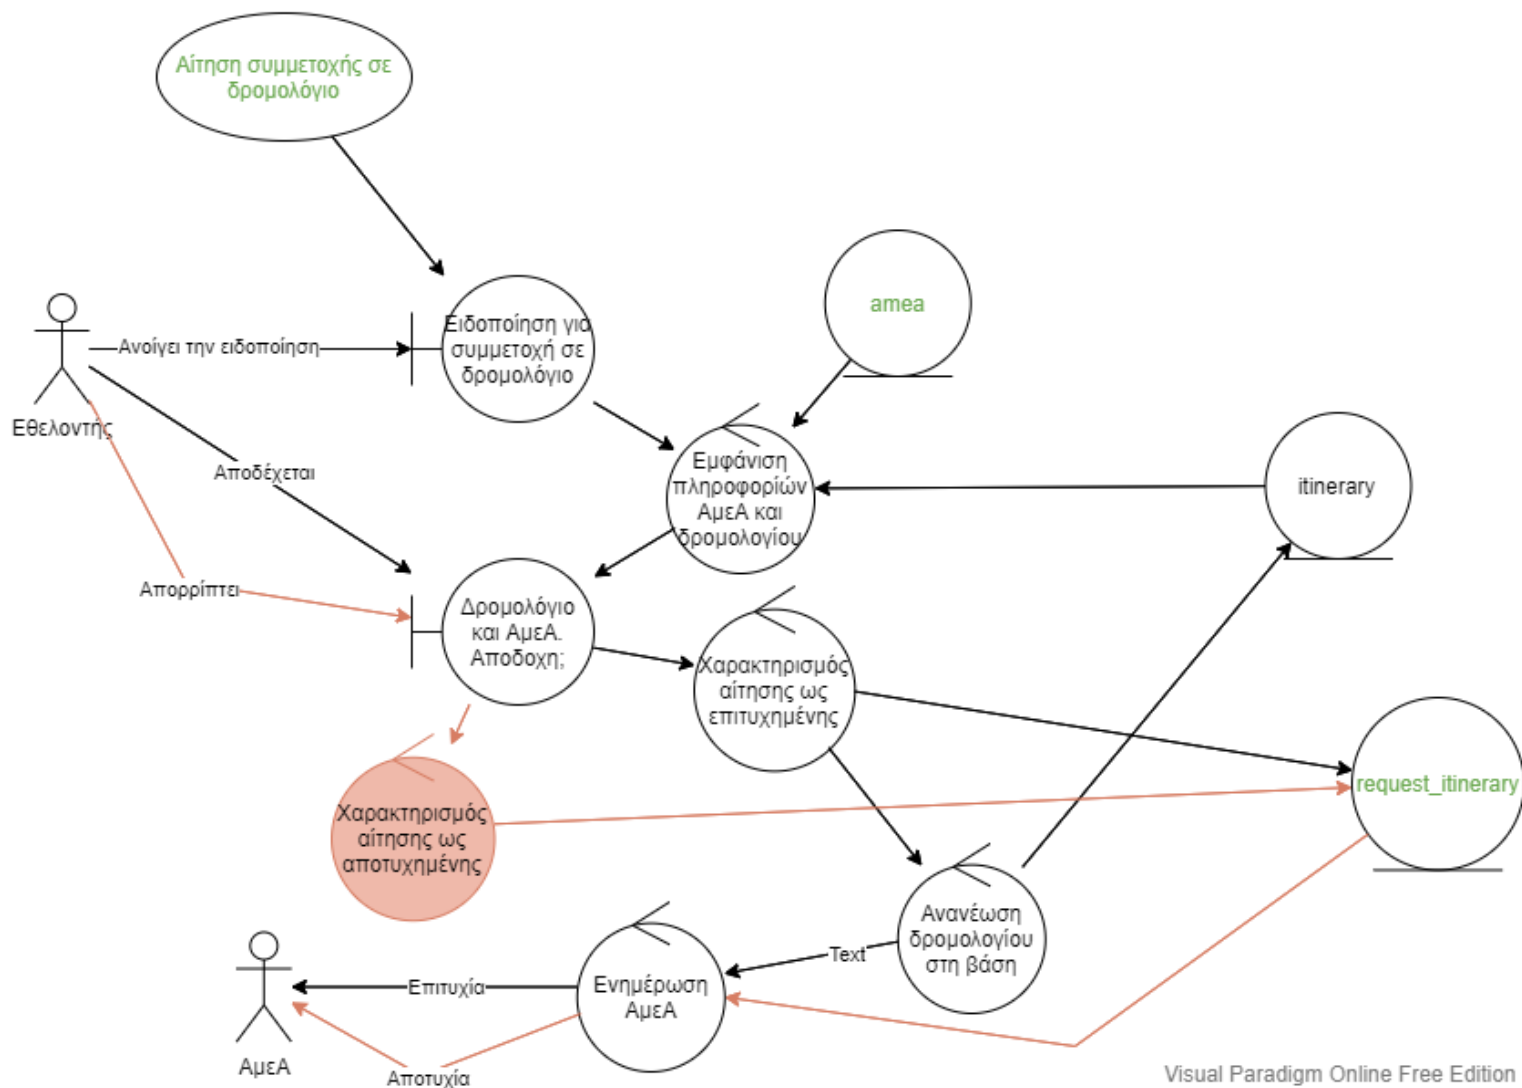 Αίτηση συμμετοχής σε
δρομολόγιο
amea
Ειδοποίηση για
συμμετοχή σε
δρομολόγιο
Ανοίγει την ειδοποίηση
Εθελοντής
Αποδέχεται
Εμφάνιση
πληροφοριών
ΑμεΑ και
δρομολογίου
itinerary
Απορρίπτει
Δρομολόγιο
και ΑμεΑ.
Αποδοχη;
Χαρακτηρισμός
αίτησης ως
επιτυχημένης
request_itinerary
Χαρακτηρισμός
αίτησης ως
αποτυχημένης
Ανανέωση
δρομολογίου
στη βάση
Text
Ενημέρωση
ΑμεΑ
Επιτυχία
ΑμεΑ
Αποτυχία
Visual Paradigm Online Free Edition